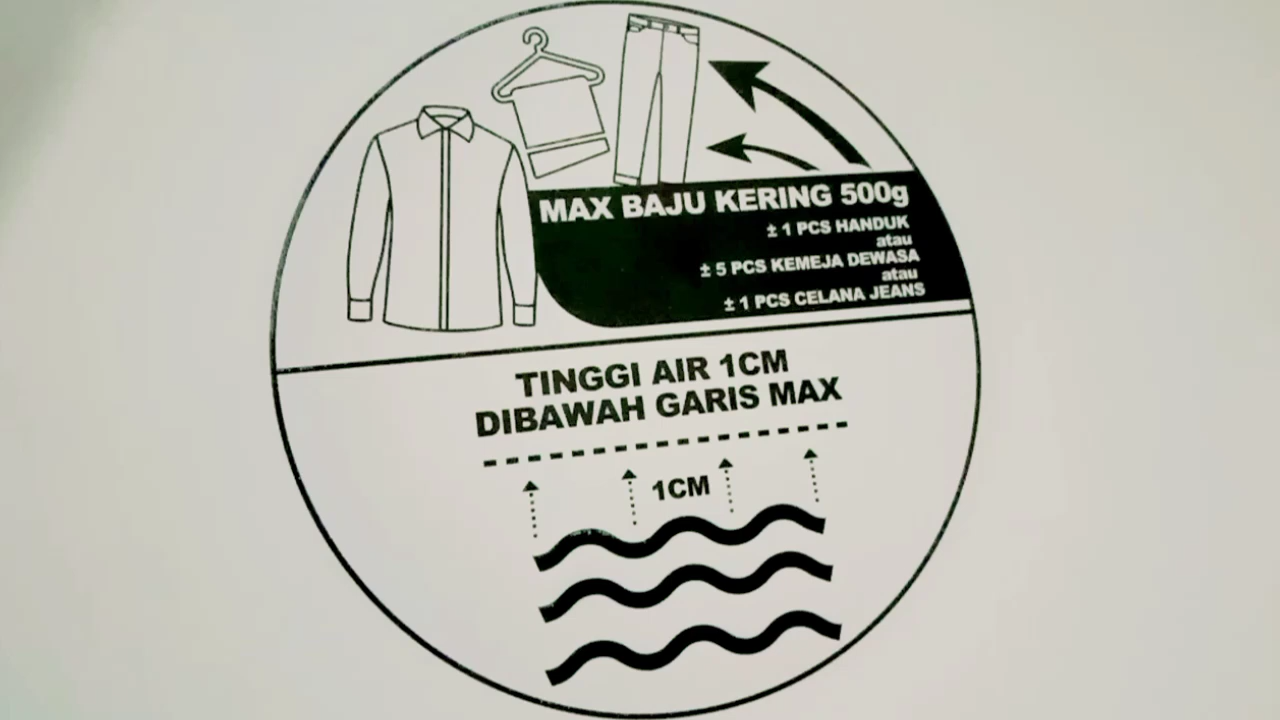 MAX BAJU KERING 500g
± 1 PCS HANDUK
atau
± 5 PCS KEMEJA DEWASA
atau
± 1 PCS CELANA JEANS
TINGGI AIR 1CM
DIBAWAH GARIS MAX
1CM